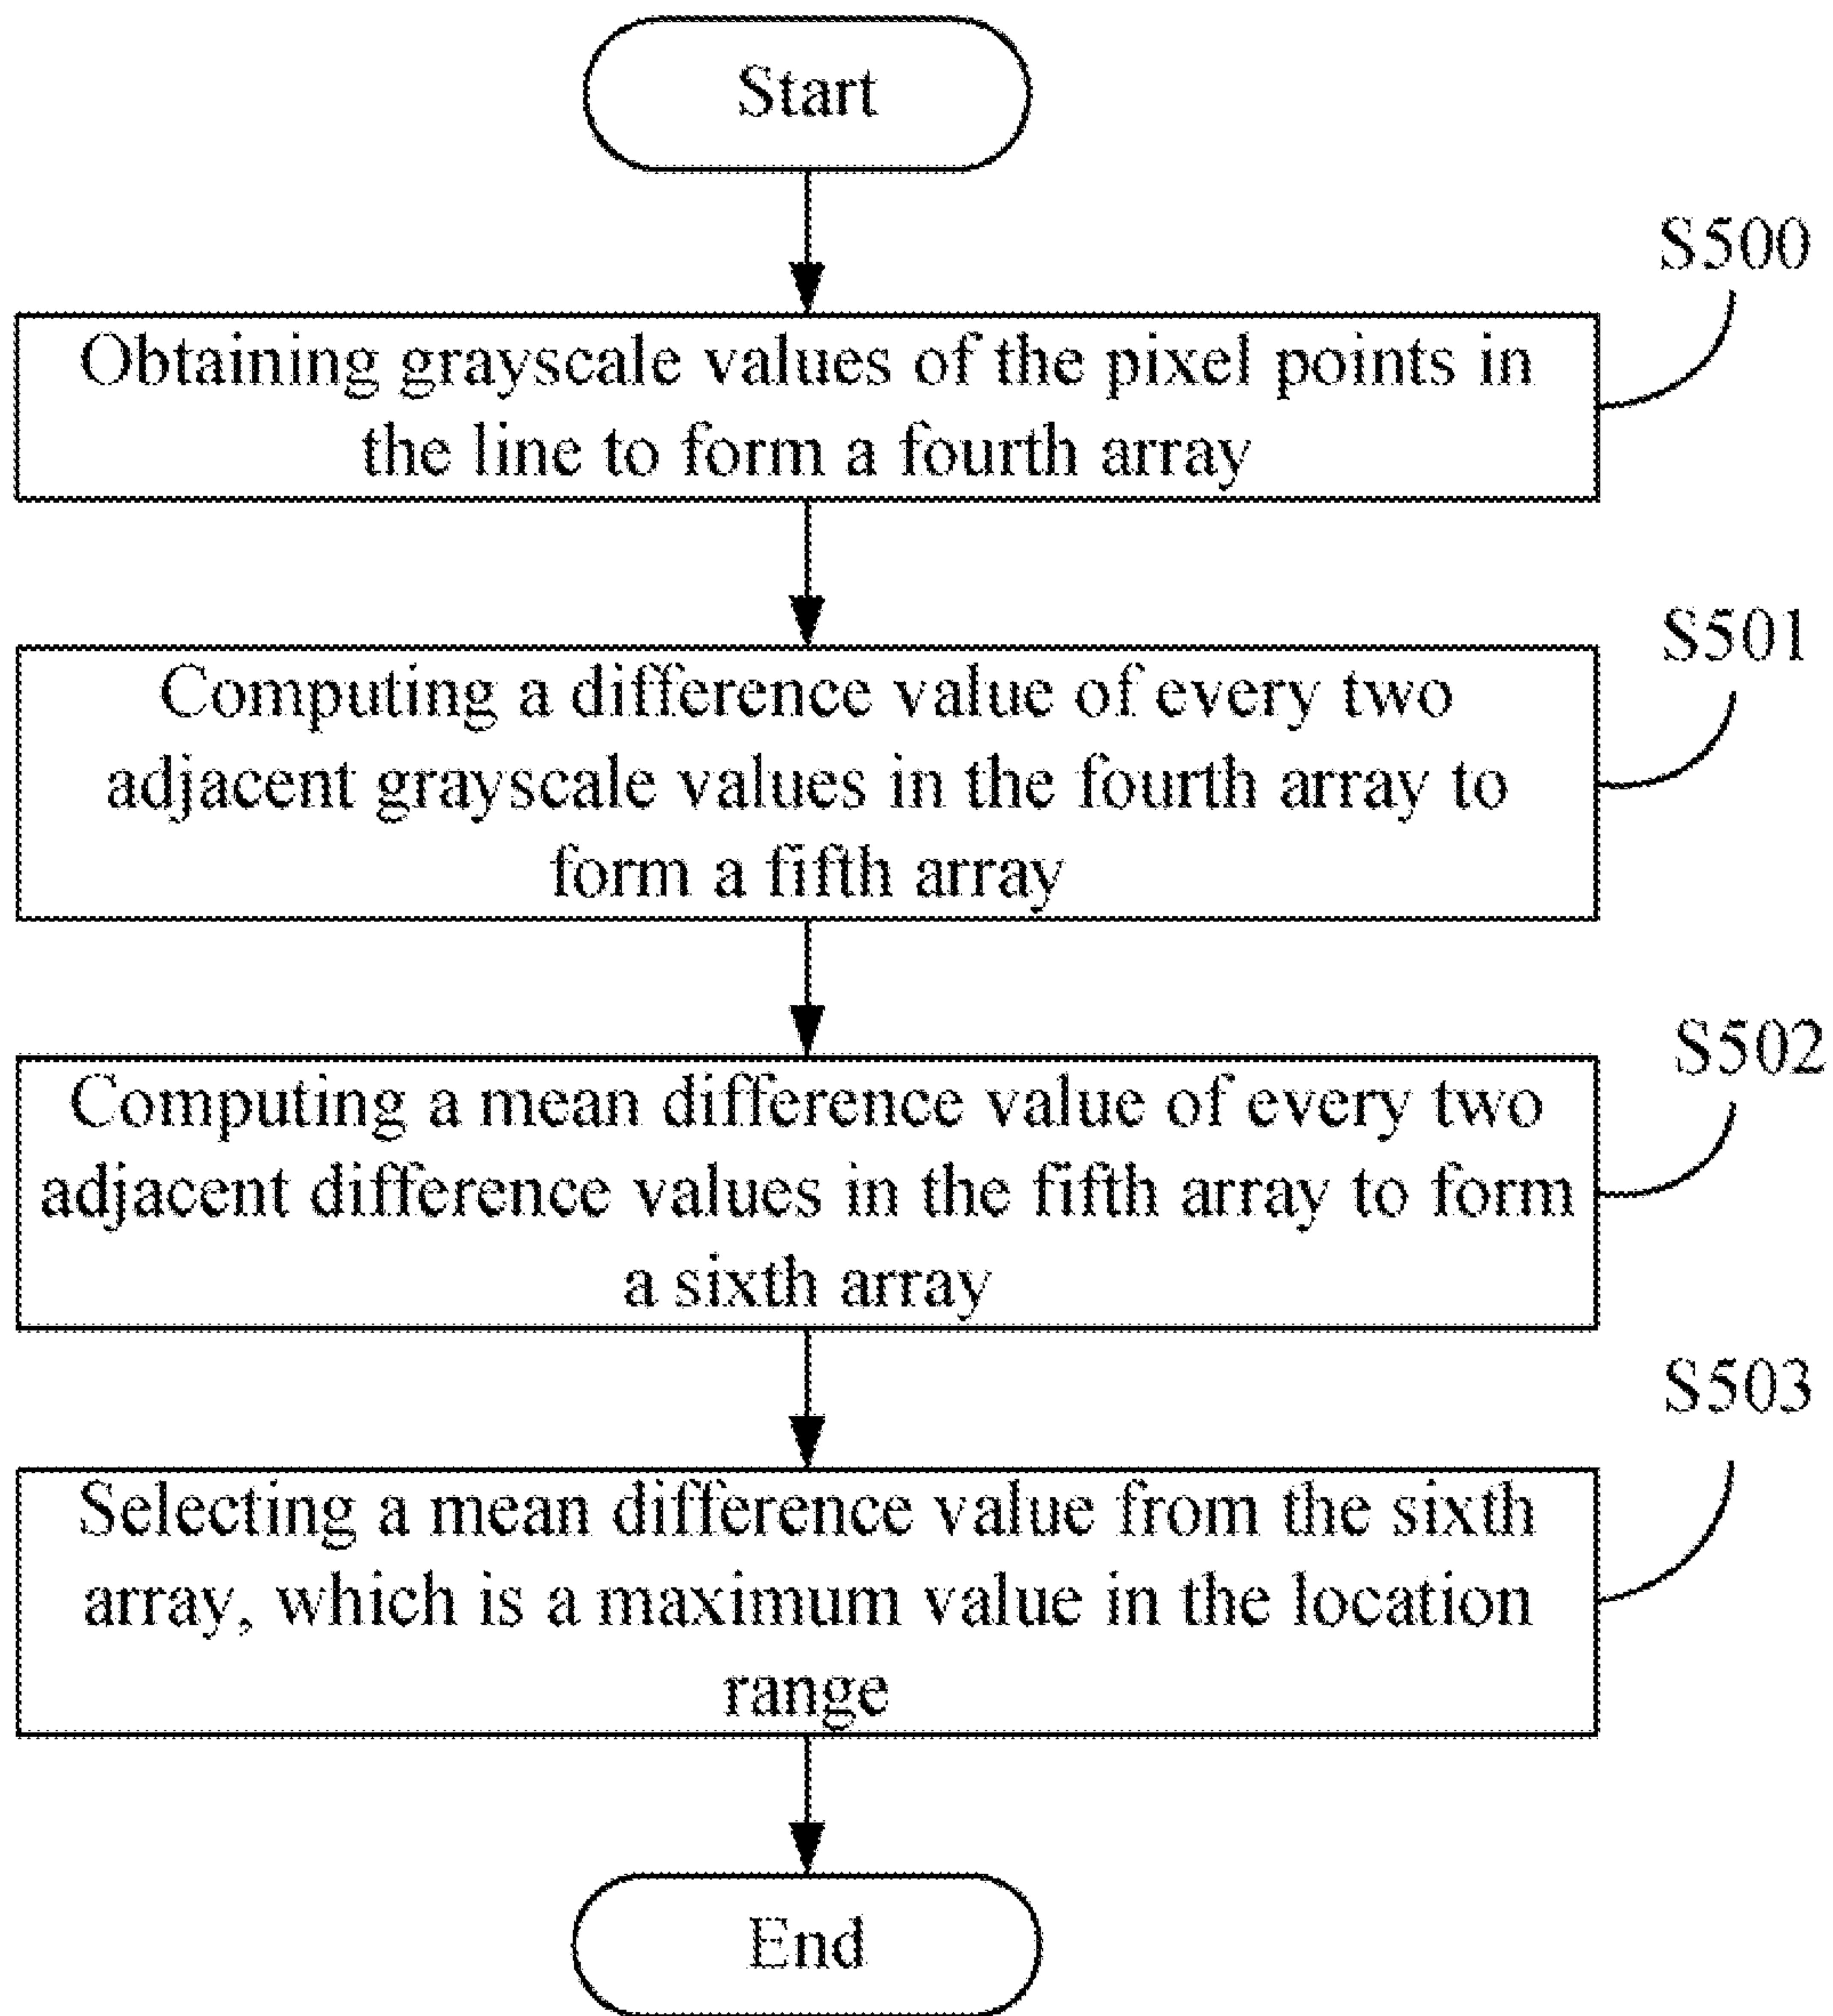 Start
S500
Obtaining grayscale values of the pixel points in
the line to form a fourth array
S501
Computing a difference value of every two
adjacent grayscale values in the fourth array to
form a fifth array
S502
Computing a mean difference value of every two
adjacent difference values in the fifth array to form
a sixth array
S503
Selecting a mean difference value from the sixth
array, which is a maximum value in the location
range
End